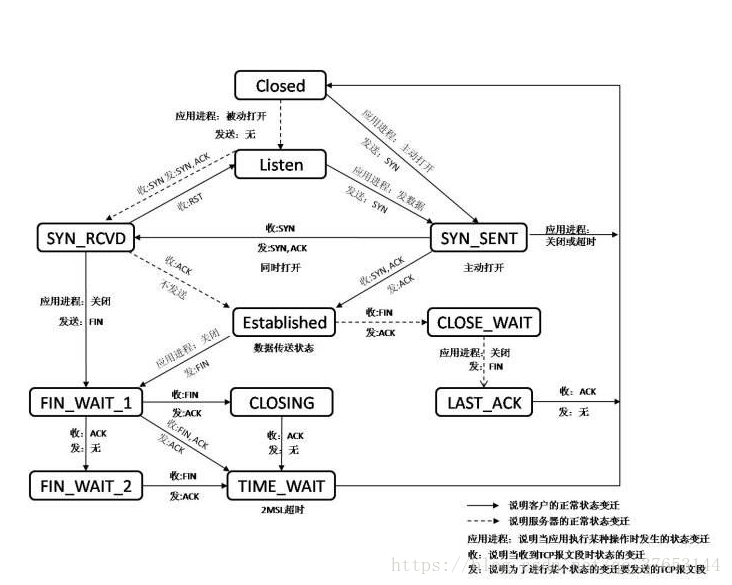 Closed
应用进程：被动打开
发送：无
应用进程：主动打开
发送：SYN
Listen
收:SYN 发:SYN, ACK
收:RST
应用进程：发数据
发送：SYN
SYN_RCVD
收:SYN
发:SYN,ACK
同时打开
SYN_SENT
主动打开
应用进程：
关闭或超时
收:ACK
不发送
收:SYN, ACK
发:ACK
应用进程：关闭
发送：FIN
Established
数据传送状态
收:FIN
发:ACK
CLOSE_WAIT
应用进程：关闭
发:FIN
应用进程：关闭
发：FIN
FIN_WAIT_1
收:FIN
发:ACK
CLOSING
LAST_ACK
收：ACK
发：无
收：ACK
发：无
收:FIN, ACK
发:ACK
收：ACK
发：无
FIN_WAIT_2
收:FIN
发:ACK
TIME_WAIT
2MSL超时
说明客户的正常状态变迁
说明服务器的正常状态变迁
应用进程：说明当应用执行某种操作时发生的状态变迁
收：说明当收到TCP报文段时状态的变迁
发：说明为了进行某个状态的变迁要发送的TCP报文段